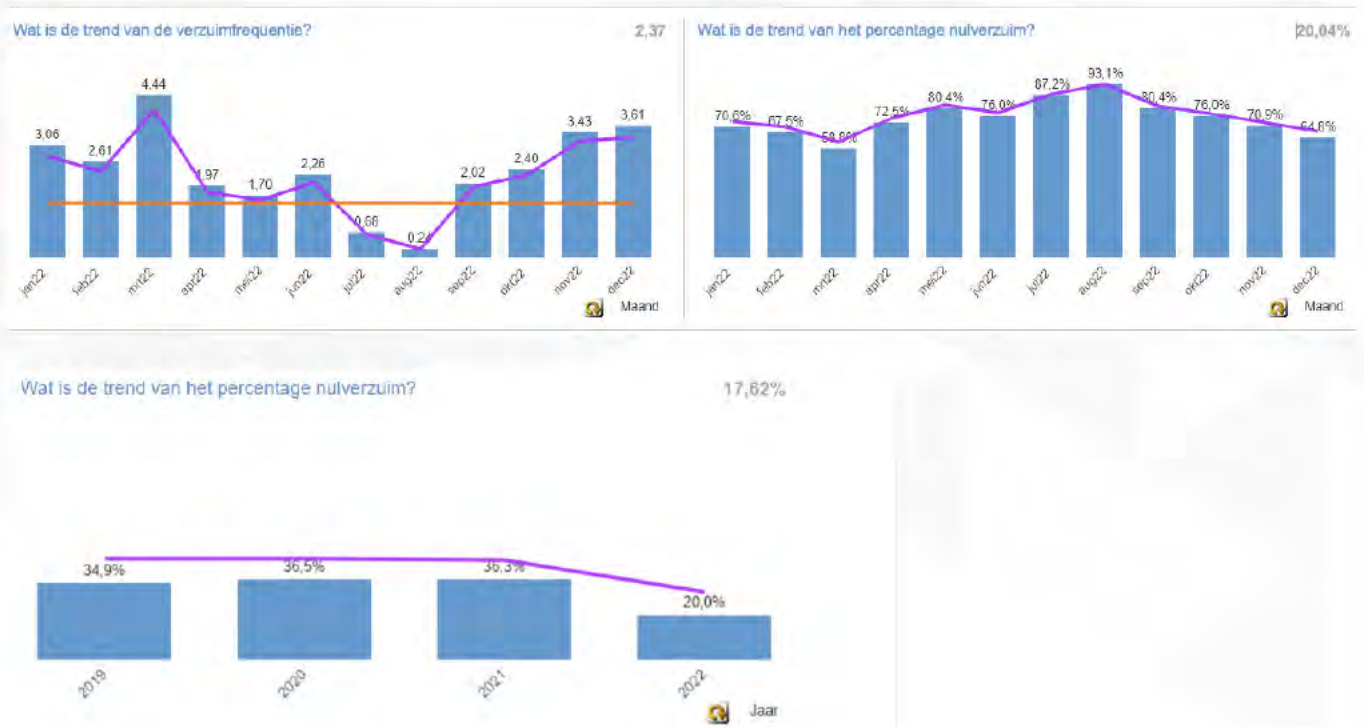 Wat is de trend van de verzuimfrequentie? 2,37
3,06 2,61 4,44 1,97 1,70 2,26 0,68 0,24 2,02 2,40 3,43 3,61
jan22 feb22 mrt22 apr22 mei22 jun22 jul22 aug22 sep22 okt22 nov22 dec22
Maand
Wat is de trend van het percentage nulverzuim? 20,04%
70,6% 67,5% 58,8% 72,5% 80,4% 76,0% 87,2% 93,1% 80,4% 76,0% 70,9% 64,8%
jan22 feb22 mrt22 apr22 mei22 jun22 jul22 aug22 sep22 okt22 nov22 dec22
Maand
Wat is de trend van het percentage nulverzuim? 17,62%
34,9% 36,5% 36,3% 20,0%
2019 2020 2021 2022
Jaar